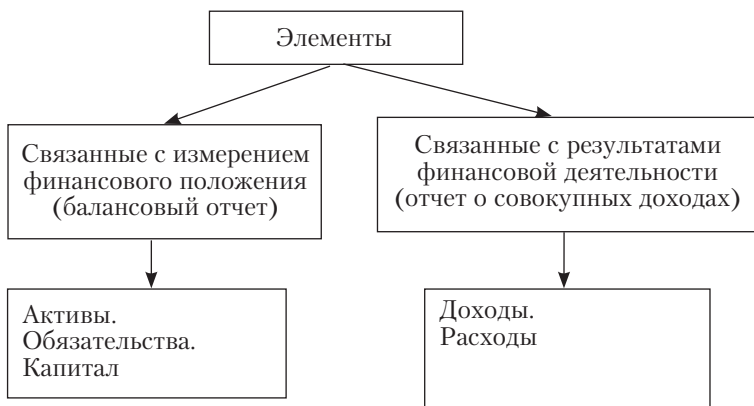 Элементы
Связанные с измерением
финансового положения
(балансовый отчет)
Связанные с результатами
финансовой деятельности
(отчет о совокупных доходах)
Активы.
Обязательства.
Капитал
Доходы.
Расходы